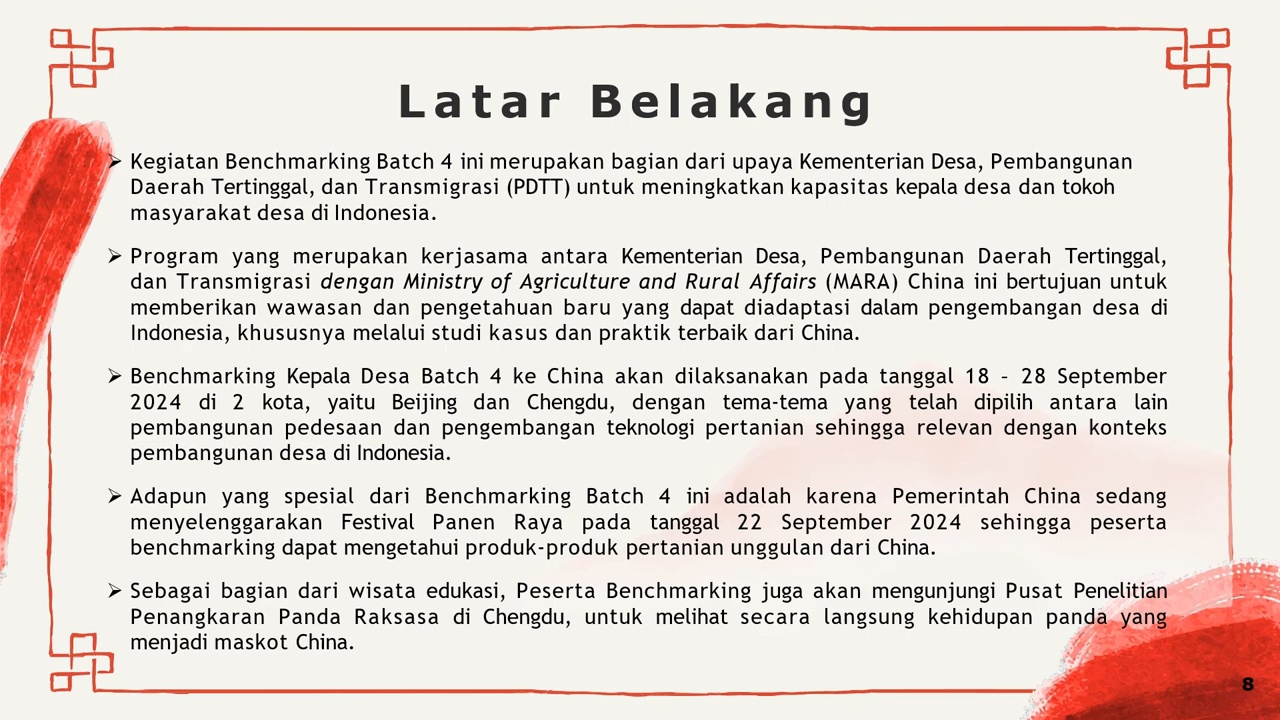 Latar Belakang
➢ Kegiatan Benchmarking Batch 4 ini merupakan bagian dari upaya Kementerian Desa, Pembangunan
Daerah Tertinggal, dan Transmigrasi (PDTT) untuk meningkatkan kapasitas kepala desa dan tokoh
masyarakat desa di Indonesia.
➢ Program yang merupakan kerjasama antara Kementerian Desa, Pembangunan Daerah Tertinggal,
dan Transmigrasi dengan Ministry of Agriculture and Rural Affairs (MARA) China ini bertujuan untuk
memberikan wawasan dan pengetahuan baru yang dapat diadaptasi dalam pengembangan desa di
Indonesia, khususnya melalui studi kasus dan praktik terbaik dari China.
➢ Benchmarking Kepala Desa Batch 4 ke China akan dilaksanakan pada tanggal 18 – 28 September
2024 di 2 kota, yaitu Beijing dan Chengdu, dengan tema-tema yang telah dipilih antara lain
pembangunan pedesaan dan pengembangan teknologi pertanian sehingga relevan dengan konteks
pembangunan desa di Indonesia.
➢ Adapun yang spesial dari Benchmarking Batch 4 ini adalah karena Pemerintah China sedang
menyelenggarakan Festival Panen Raya pada tanggal 22 September 2024 sehingga peserta
benchmarking dapat mengetahui produk-produk pertanian unggulan dari China.
➢ Sebagai bagian dari wisata edukasi, Peserta Benchmarking juga akan mengunjungi Pusat Penelitian
Penangkaran Panda Raksasa di Chengdu, untuk melihat secara langsung kehidupan panda yang
menjadi maskot China.
8